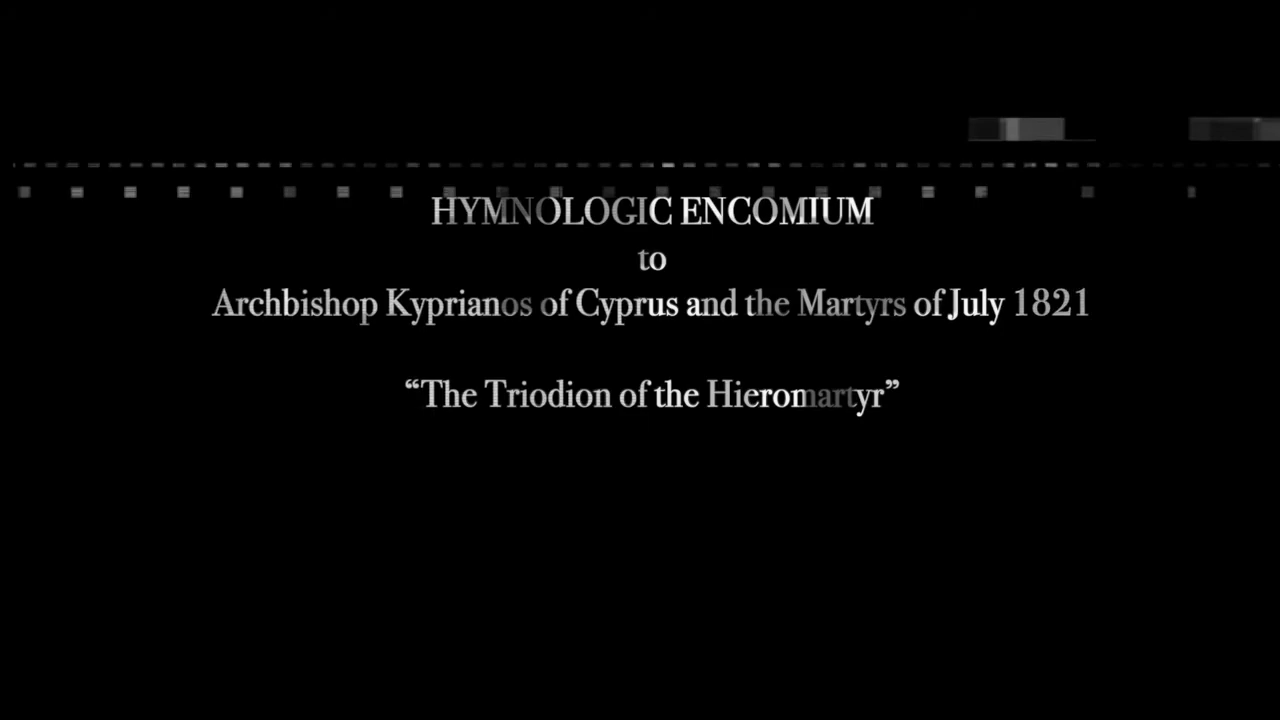 HYMNOLOGIC ENCOMIUM
to
Archbishop Kyprianos of Cyprus and the Martyrs of July 1821
“The Triodion of the Hieromartyr”